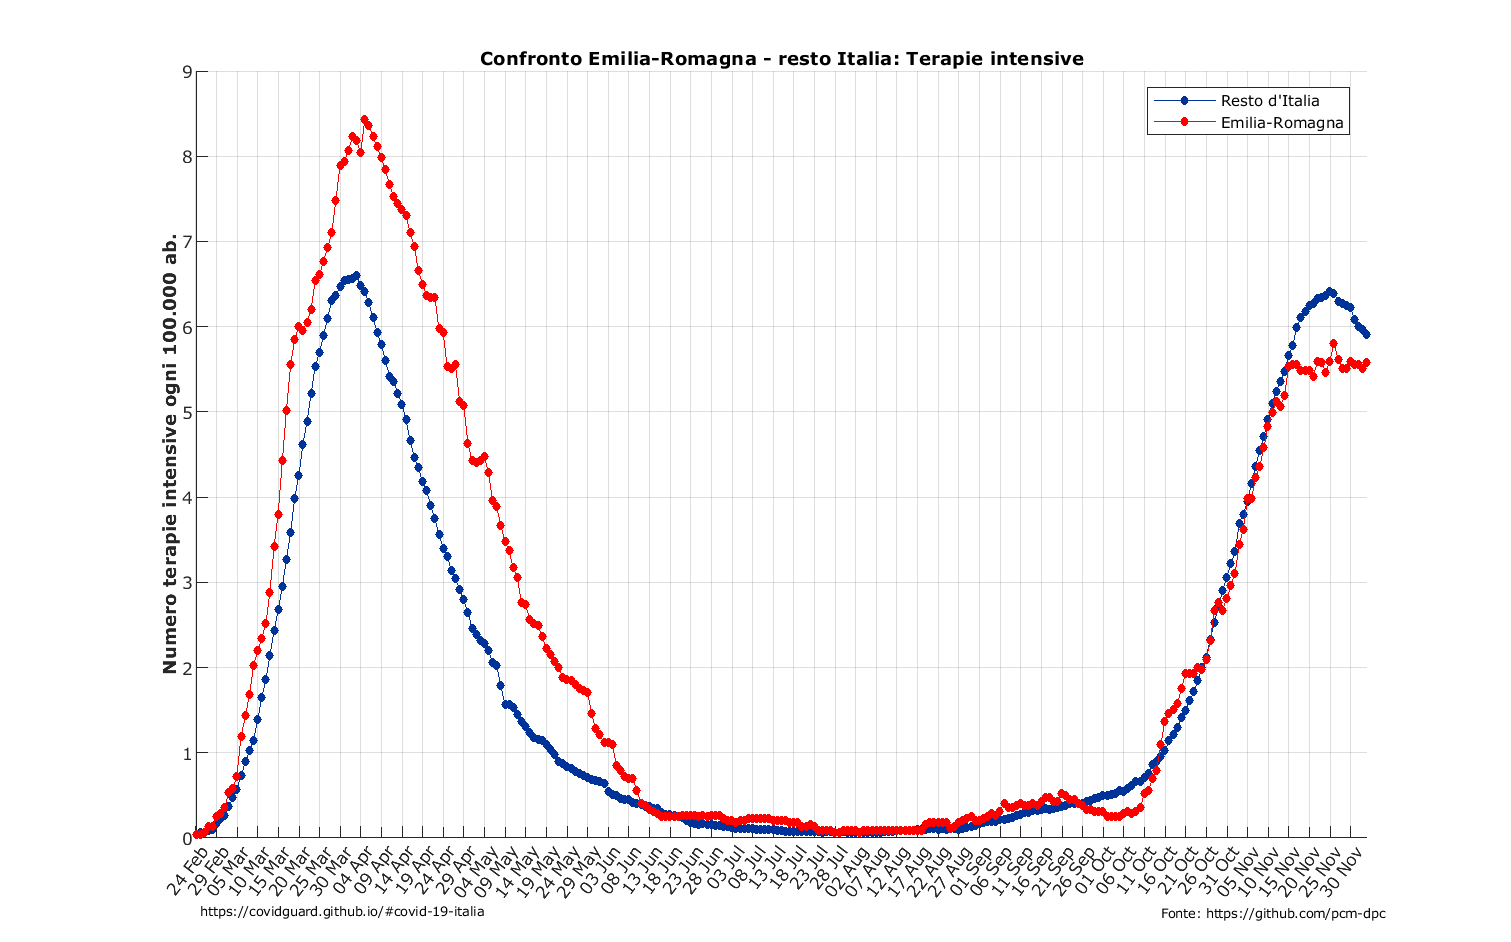 Confronto Emilia-Romagna - resto Italia: Terapie intensive
Resto d'Italia
Emilia-Romagna
Numero terapie intensive ogni 100.000 ab.
9
8
7
6
5
4
3
2
1
0
24 Feb
29 Feb
05 Mar
10 Mar
15 Mar
20 Mar
25 Mar
30 Mar
04 Apr
09 Apr
14 Apr
19 Apr
24 Apr
29 Apr
04 May
09 May
14 May
19 May
24 May
29 May
03 Jun
08 Jun
13 Jun
18 Jun
23 Jun
28 Jun
03 Jul
08 Jul
13 Jul
18 Jul
23 Jul
28 Jul
02 Aug
07 Aug
12 Aug
17 Aug
22 Aug
27 Aug
01 Sep
06 Sep
11 Sep
16 Sep
21 Sep
26 Sep
01 Oct
06 Oct
11 Oct
16 Oct
21 Oct
26 Oct
31 Oct
05 Nov
10 Nov
15 Nov
20 Nov
25 Nov
30 Nov
https://covidguard.github.io/#covid-19-italia
Fonte: https://github.com/pcm-dpc